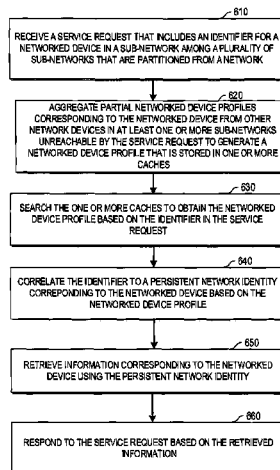 610
RECEIVE A SERVICE REQUEST THAT INCLUDES AN IDENTIFIER FOR A
NETWORKED DEVICE IN A SUB-NETWORK AMONG A PLURALITY OF
SUB-NETWORKS THAT ARE PARTITIONED FROM A NETWORK
620
AGGREGATE PARTIAL NETWORKED DEVICE PROFILES
CORRESPONDING TO THE NETWORKED DEVICE FROM OTHER
NETWORK DEVICES IN AT LEAST ONE OR MORE SUB-NETWORKS
UNREACHABLE BY THE SERVICE REQUEST TO GENERATE A
NETWORKED DEVICE PROFILE THAT IS STORED IN ONE OR MORE
CACHES
630
SEARCH THE ONE OR MORE CACHES TO OBTAIN THE NETWORKED
DEVICE PROFILE BASED ON THE IDENTIFIER IN THE SERVICE
REQUEST
640
CORRELATE THE IDENTIFIER TO A PERSISTENT NETWORK IDENTITY
CORREPONDING TO THE NETWORKED DEVICE BASED ON THE
NETWORKED DEVICE PROFILE
650
RETRIEVE INFORMATION CORRESPONDING TO THE NETWORKED
DEVICE USING THE PERSISTENT NETWORK IDENTITY
660
RESPOND TO THE SERVICE REQUEST BASED ON THE RETRIEVED
INFORMATION